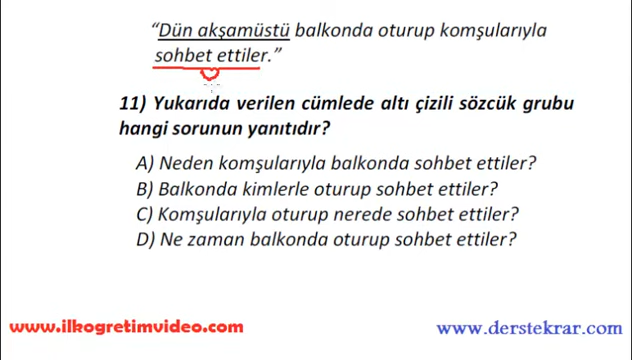 “Dün akşamüstü balkonda oturup komşularıyla
sohbet ettiler.”
11) Yukarıda verilen cümlede altı çizili sözcük grubu
hangi sorunun yanıtıdır?
A) Neden komşularıyla balkonda sohbet ettiler?
B) Balkonda kimlerle oturup sohbet ettiler?
C) Komşularıyla oturup nerede sohbet ettiler?
D) Ne zaman balkonda oturup sohbet ettiler?
www.ilkogretimvideo.com
www.derstekrar.com